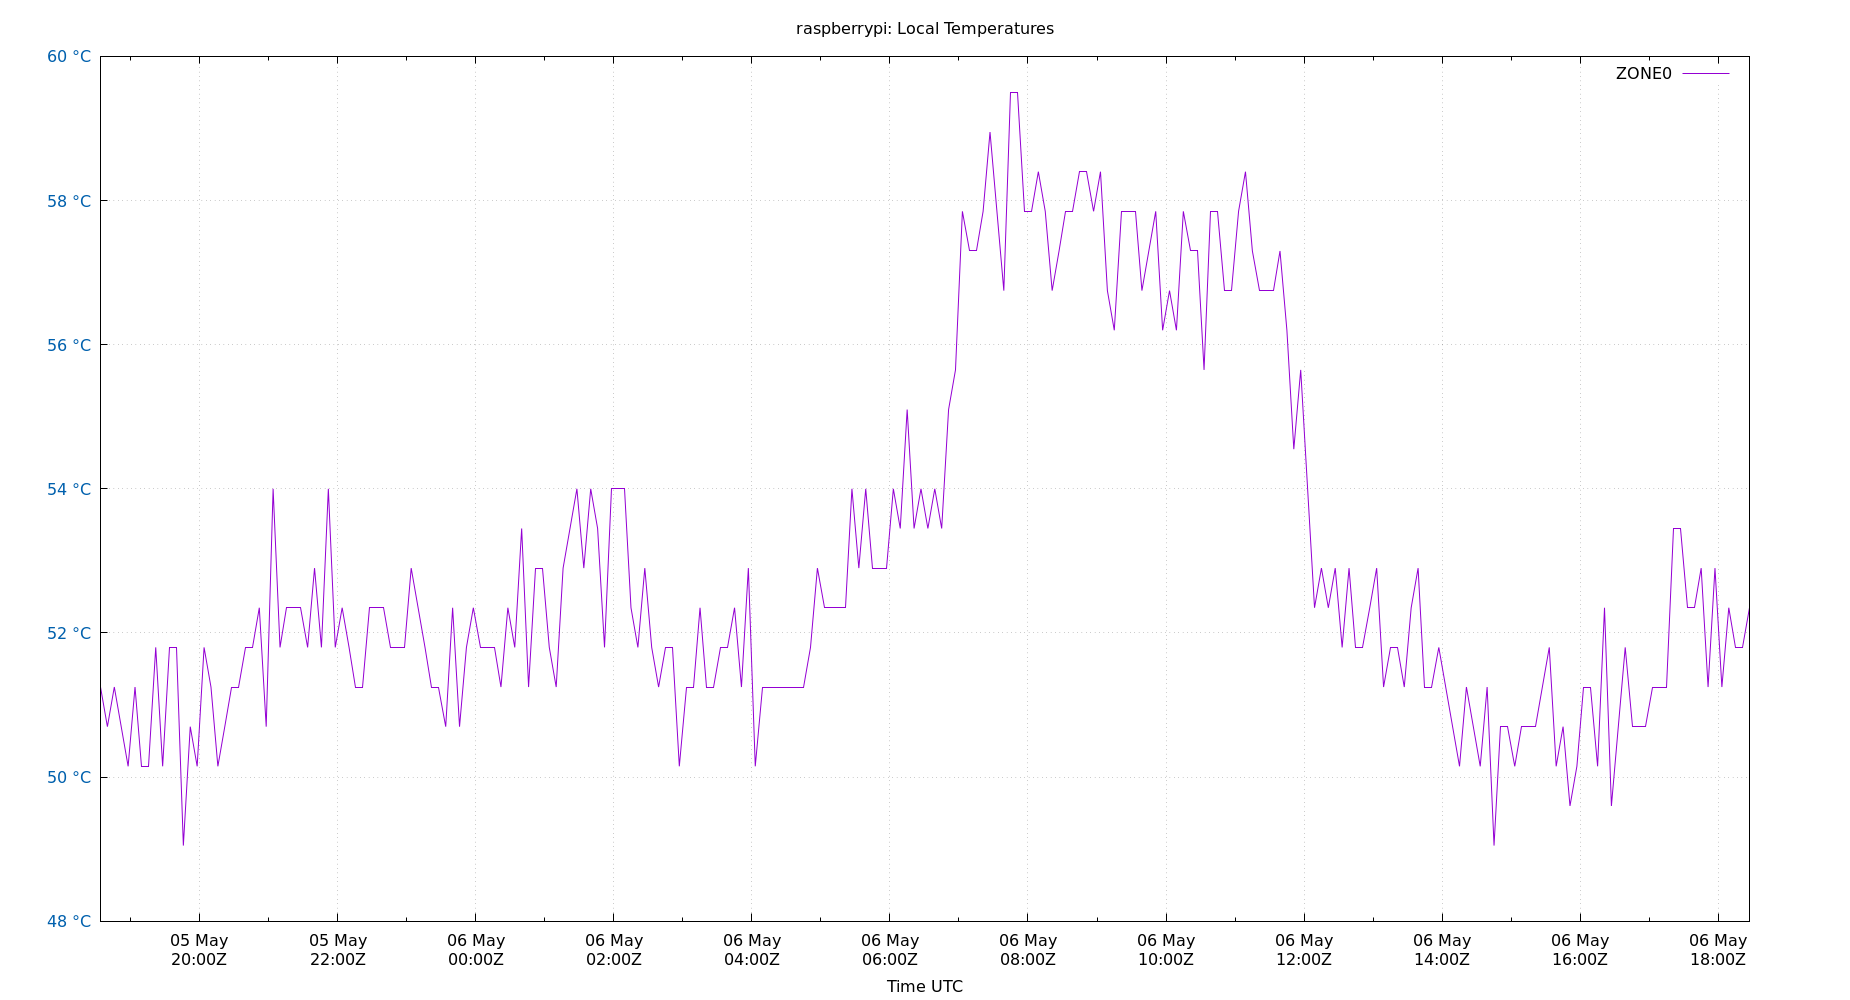 raspberrypi: Local Temperatures
60 °C
58 °C
56 °C
54 °C
52 °C
50 °C
48 °C
ZONE0
05 May 05 May 06 May 06 May 06 May 06 May 06 May 06 May 06 May 06 May 06 May 06 May
20:00Z 22:00Z 00:00Z 02:00Z 04:00Z 06:00Z 08:00Z 10:00Z 12:00Z 14:00Z 16:00Z 18:00Z
Time UTC